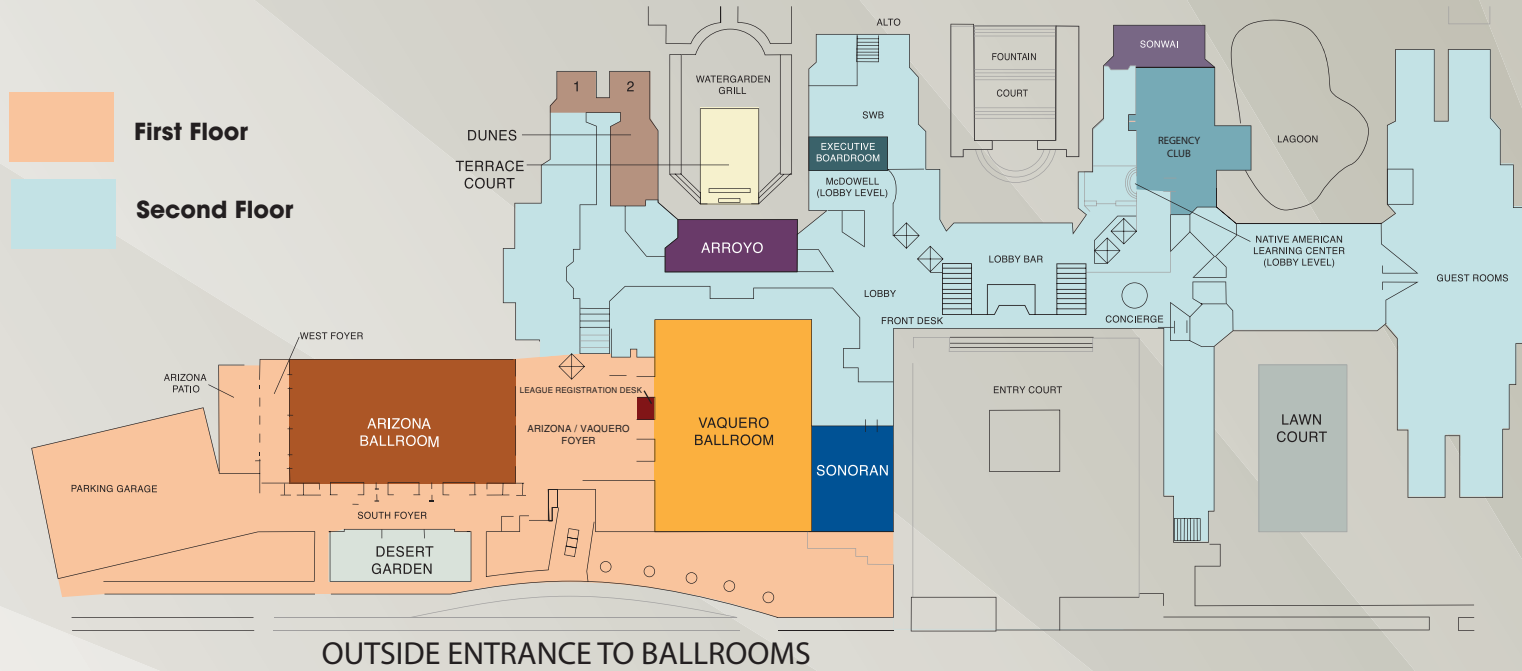 First Floor
Second Floor
ALTO
SONWAI
FOUNTAIN
COURT
WATERGARDEN
GRILL
1
2
SWB
DUNES
TERRACE
COURT
EXECUTIVE
BOARDROOM
McDOWELL
(LOBBY LEVEL)
REGENCY
CLUB
LAGOON
ARROYO
LOBBY BAR
NATIVE AMERICAN
LEARNING CENTER
(LOBBY LEVEL)
GUEST ROOMS
LOBBY
FRONT DESK
CONCIERGE
WEST FOYER
ARIZONA
PATIO
LEAGUE REGISTRATION DESK
ENTRY COURT
ARIZONA
BALLROOM
ARIZONA / VAQUERO
FOYER
VAQUERO
BALLROOM
LAWN
COURT
SONORAN
PARKING GARAGE
SOUTH FOYER
DESERT
GARDEN
OUTSIDE ENTRANCE TO BALLROOMS